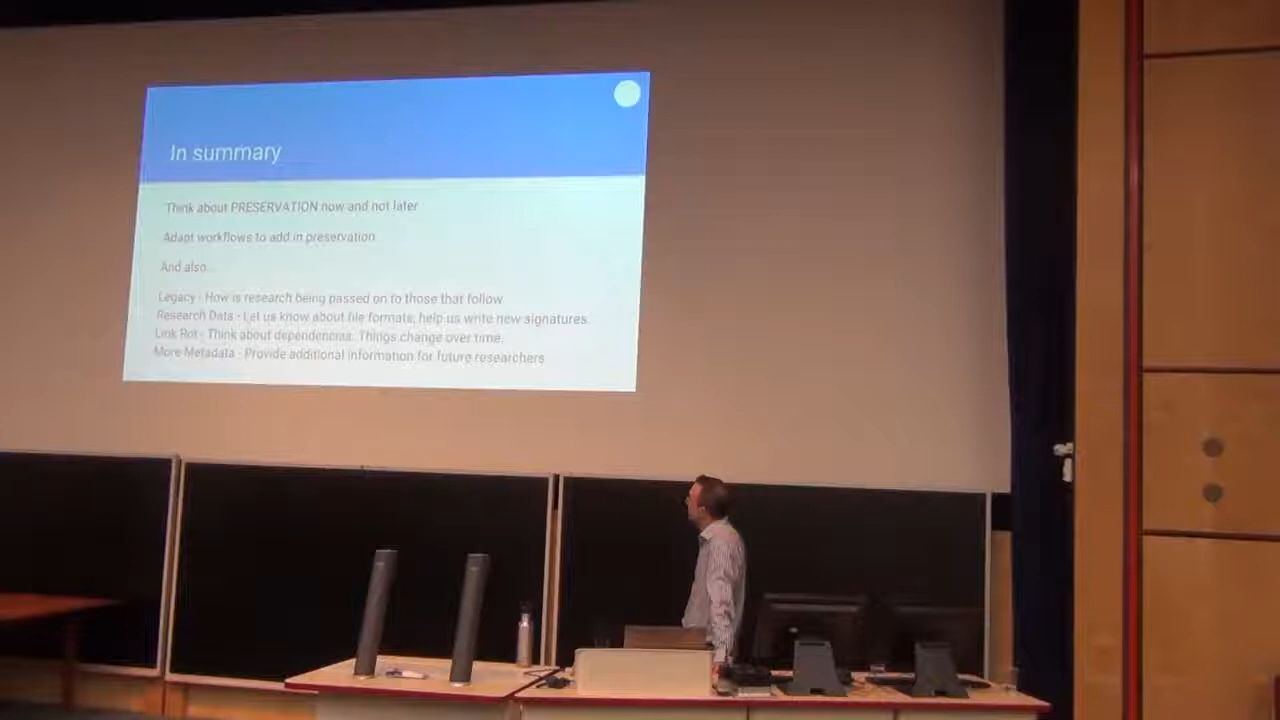 In summary
Think about PRESERVATION now and not later
Adapt workflows to add in preservation
And also...
Legacy - How is research being passed on to those that follow
Research Data - Let us know about file formats, help us write new signatures.
Link Rot - Think about dependencies. Things change over time.
More Metadata - Provide additional information for future researchers